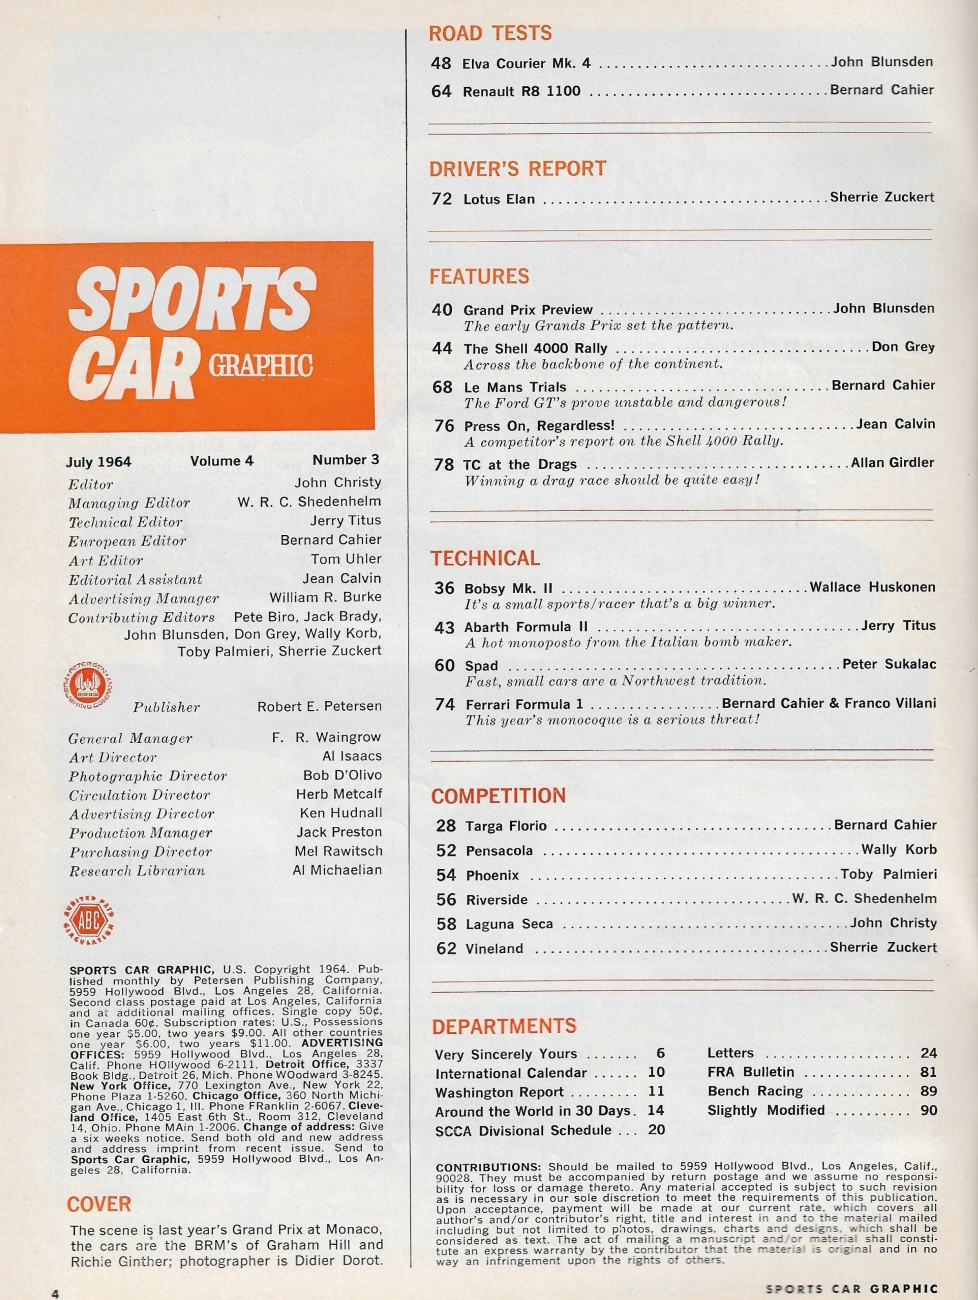 SPORTS
CAR GRAPHIC
July 1964 Volume 4 Number 3
Editor John Christy
Managing Editor W. R. C. Shedenhelm
Technical Editor Jerry Titus
European Editor Bernard Cahier
Art Editor Tom Uhler
Editorial Assistant Jean Calvin
Advertising Manager William R. Burke
Contributing Editors Pete Biro, Jack Brady,
John Blunsden, Don Grey, Wally Korb,
Toby Palmieri, Sherrie Zuckert
PETERSEN PUBLISHING COMPANY
Publisher Robert E. Petersen
General Manager F. R. Waingrow
Art Director Al Isaacs
Photographic Director Bob D'Olivo
Circulation Director Herb Metcalf
Advertising Director Ken Hudnall
Production Manager Jack Preston
Purchasing Director Mel Rawitsch
Research Librarian Al Michaelian
AUDITED PAID CIRCULATION
ABC
SPORTS CAR GRAPHIC, U.S. Copyright 1964. Pub-
lished monthly by Petersen Publishing Company,
5959 Hollywood Blvd., Los Angeles 28, California.
Second class postage paid at Los Angeles, California
and at additional mailing offices. Single copy 50¢,
in Canada 60¢. Subscription rates: U.S., Possessions
one year $5.00, two years $9.00. All other countries
one year $6.00, two years $11.00. ADVERTISING
OFFICES: 5959 Hollywood Blvd., Los Angeles 28,
Calif. Phone HOllywood 6-2111. Detroit Office, 3337
Book Bldg., Detroit 26, Mich. Phone WOodward 3-8245.
New York Office, 770 Lexington Ave., New York 22,
Phone Plaza 1-5260. Chicago Office, 360 North Michi-
gan Ave., Chicago 1, Ill. Phone FRanklin 2-6067. Cleve-
land Office, 1405 East 6th St., Room 312, Cleveland
14, Ohio. Phone MAin 1-2006. Change of address: Give
a six weeks notice. Send both old and new address
and address imprint from recent issue. Send to
Sports Car Graphic, 5959 Hollywood Blvd., Los An-
geles 28, California.
COVER
The scene is last year's Grand Prix at Monaco,
the cars are the BRM's of Graham Hill and
Richie Ginther; photographer is Didier Dorot.
4
ROAD TESTS
48 Elva Courier Mk. 4 ............................. John Blunsden
64 Renault R8 1100 ............................. Bernard Cahier
DRIVER'S REPORT
72 Lotus Elan .................................... Sherrie Zuckert
FEATURES
40 Grand Prix Preview ............................. John Blunsden
The early Grands Prix set the pattern.
44 The Shell 4000 Rally ................................ Don Grey
Across the backbone of the continent.
68 Le Mans Trials ................................ Bernard Cahier
The Ford GT's prove unstable and dangerous!
76 Press On, Regardless! ............................. Jean Calvin
A competitor's report on the Shell 4000 Rally.
78 TC at the Drags ................................. Allan Girdler
Winning a drag race should be quite easy!
TECHNICAL
36 Bobsy Mk. II ................................ Wallace Huskonen
It's a small sports/racer that's a big winner.
43 Abarth Formula II ................................. Jerry Titus
A hot monoposto from the Italian bomb maker.
60 Spad ........................................... Peter Sukalac
Fast, small cars are a Northwest tradition.
74 Ferrari Formula 1 ................. Bernard Cahier & Franco Villani
This year's monocoque is a serious threat!
COMPETITION
28 Targa Florio ................................... Bernard Cahier
52 Pensacola ........................................ Wally Korb
54 Phoenix ....................................... Toby Palmieri
56 Riverside ................................ W. R. C. Shedenhelm
58 Laguna Seca ..................................... John Christy
62 Vineland ..................................... Sherrie Zuckert
DEPARTMENTS
Very Sincerely Yours ....... 6
International Calendar ...... 10
Washington Report .......... 11
Around the World in 30 Days. 14
SCCA Divisional Schedule ... 20
Letters ................... 24
FRA Bulletin .............. 81
Bench Racing ............. 89
Slightly Modified .......... 90
CONTRIBUTIONS: Should be mailed to 5959 Hollywood Blvd., Los Angeles, Calif.,
90028. They must be accompanied by return postage and we assume no responsi-
bility for loss or damage thereto. Any material accepted is subject to such revision
as is necessary in our sole discretion to meet the requirements of this publication.
Upon acceptance, payment will be made at our current rate, which covers all
author's and/or contributor's right, title and interest in and to the material mailed
including but not limited to photos, drawings, charts and designs, which shall be
considered as text. The act of mailing a manuscript and/or material shall consti-
tute an express warranty by the contributor that the material is original and in no
way an infringement upon the rights of others.
SPORTS CAR GRAPHIC